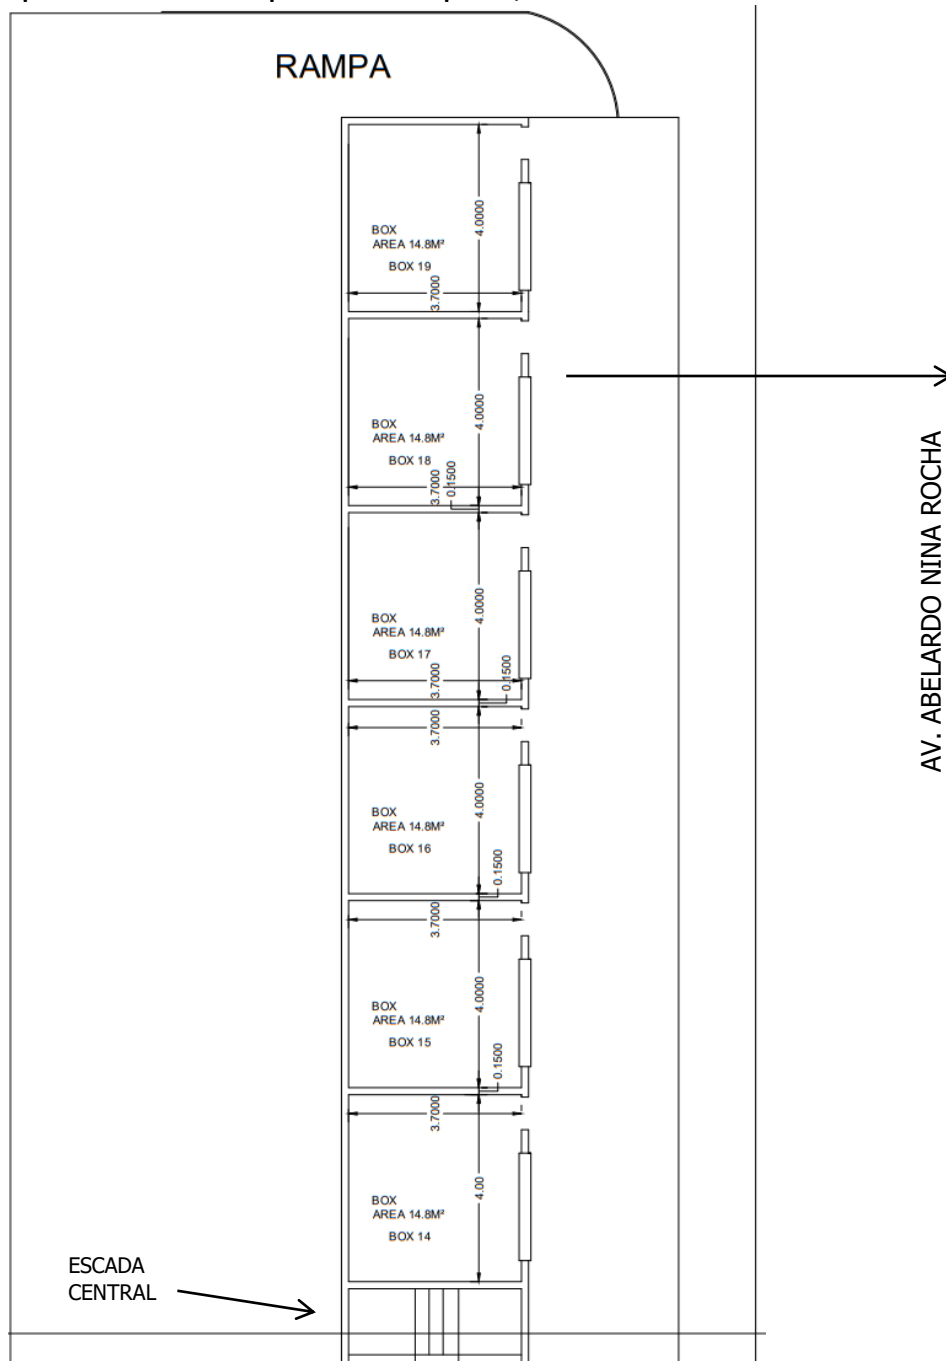 RAMPA
4.0000
BOX
AREA 14.8M²
BOX 19
3.7000
4.0000
BOX
AREA 14.8M²
BOX 18
3.7000
0.1500
AV. ABELARDO NINA ROCHA
4.0000
BOX
AREA 14.8M²
BOX 17
3.7000
0.1500
3.7000
4.0000
BOX
AREA 14.8M²
BOX 16
0.1500
3.7000
4.0000
BOX
AREA 14.8M²
BOX 15
0.1500
3.7000
4.00
BOX
AREA 14.8M²
BOX 14
ESCADA
CENTRAL